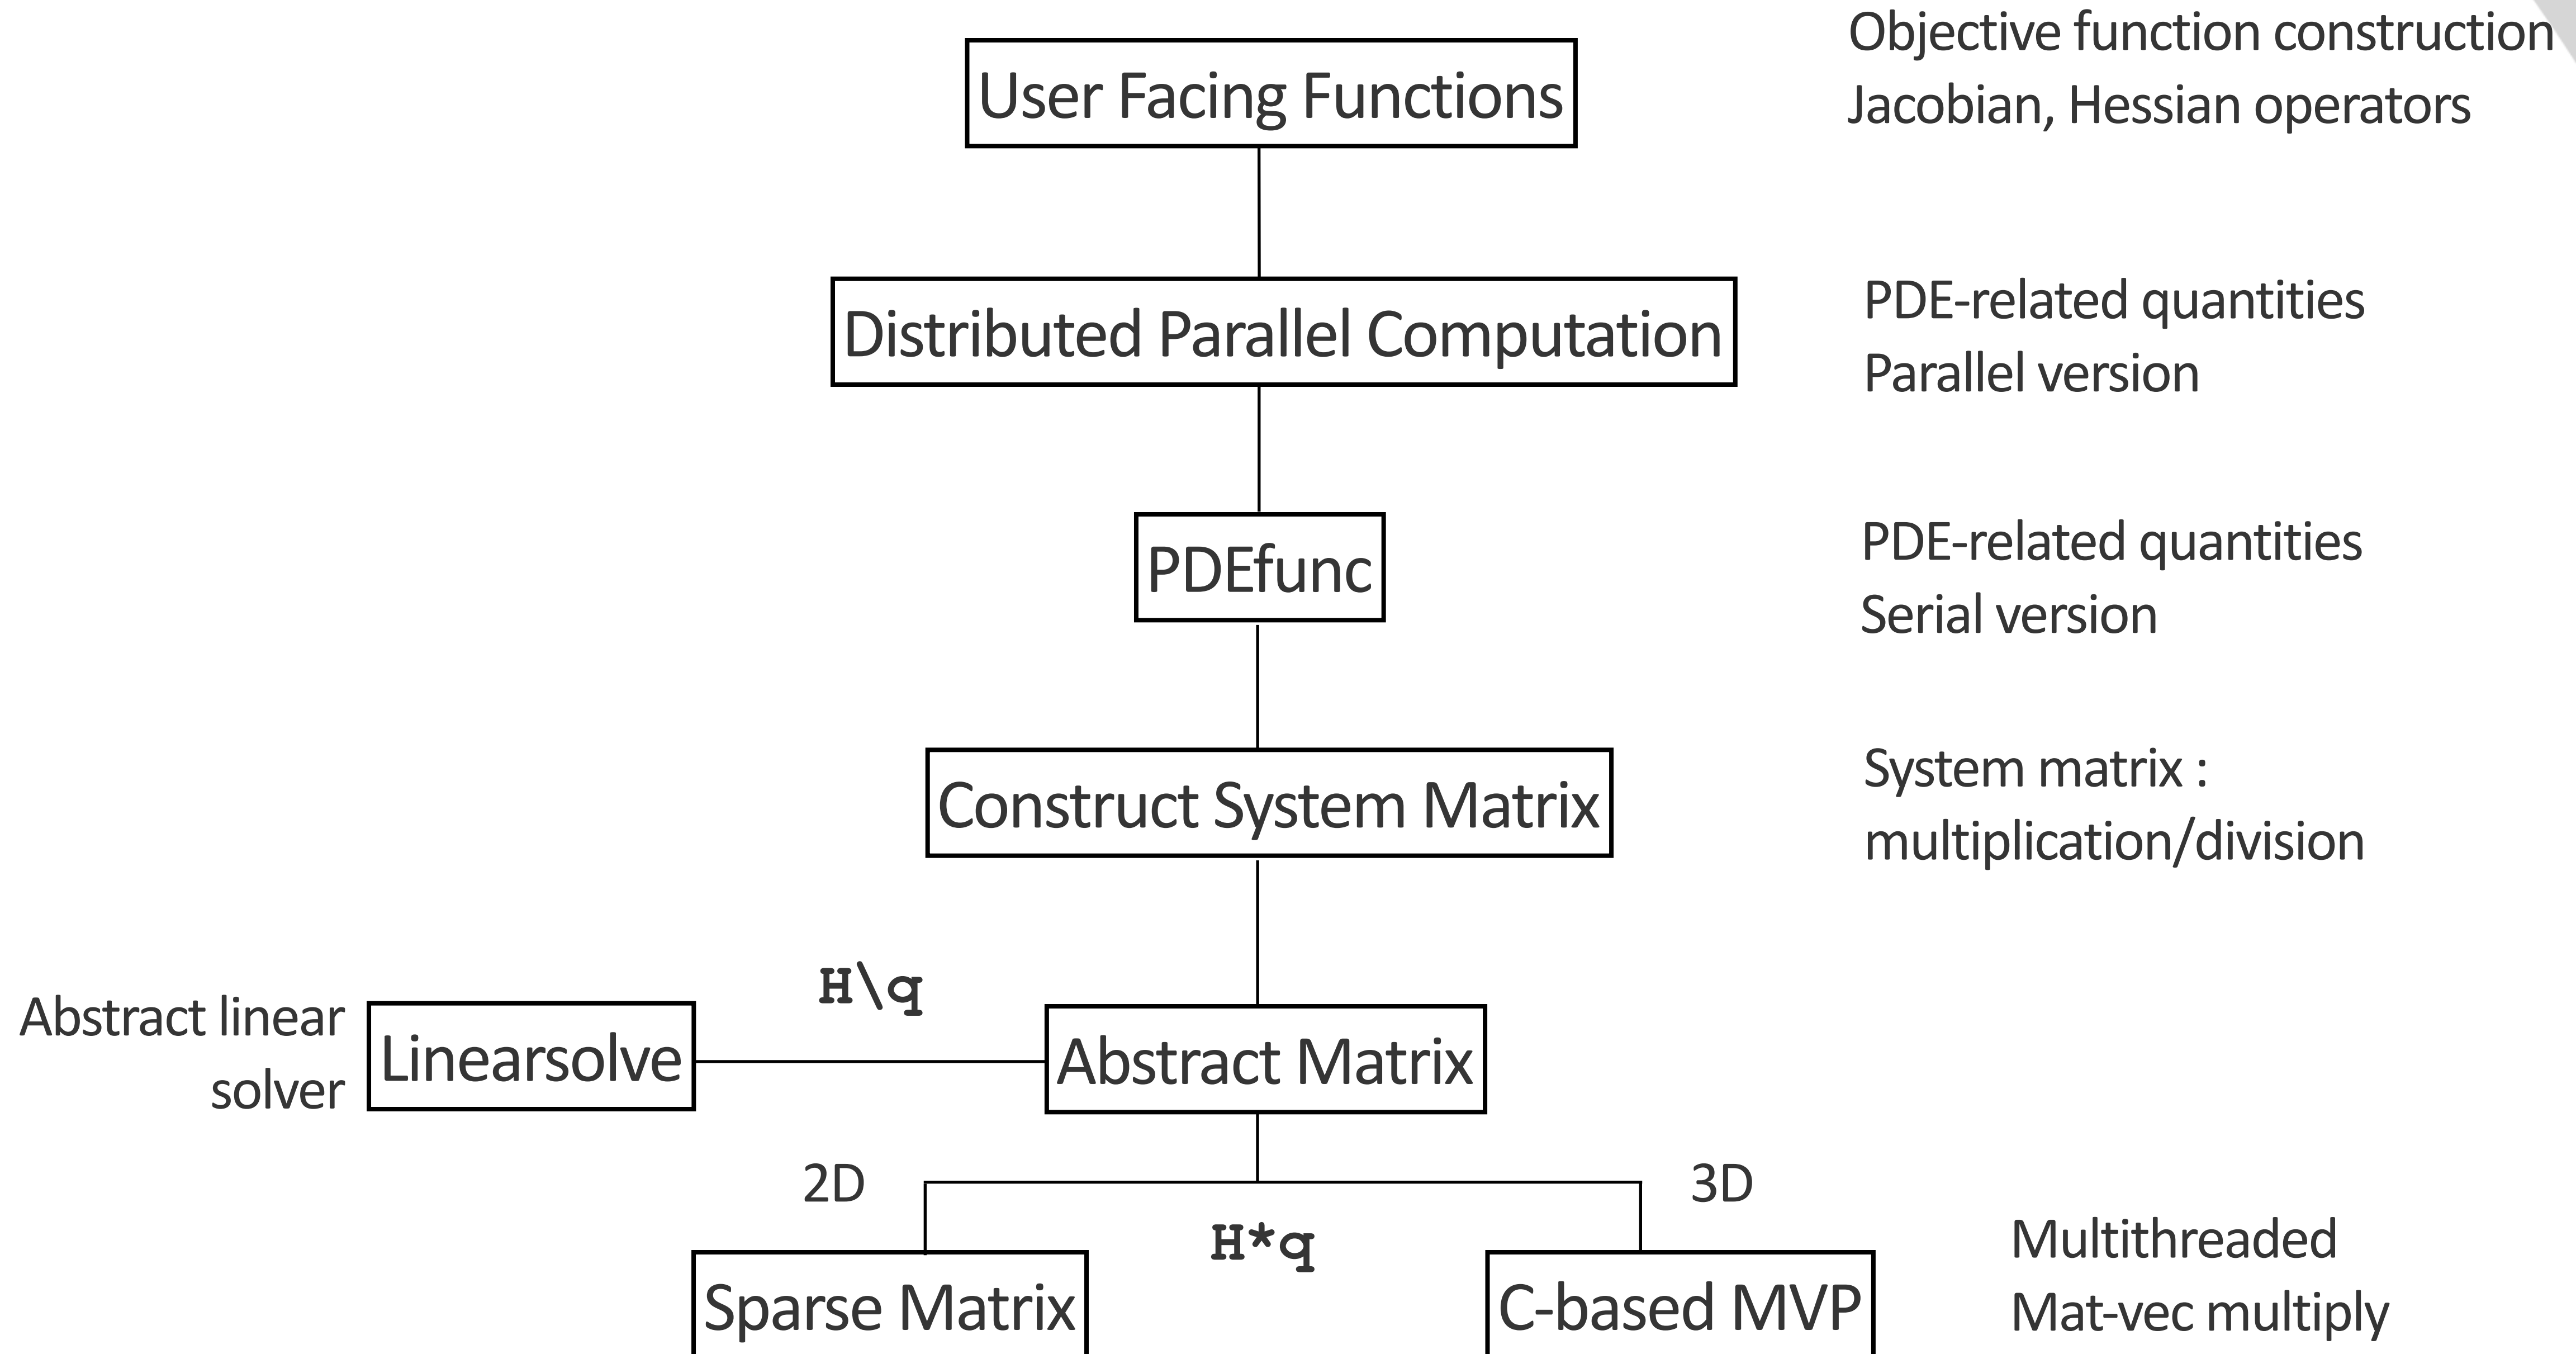 User Facing Functions
Objective function construction
Jacobian, Hessian operators
Distributed Parallel Computation
PDE-related quantities
Parallel version
PDEfunc
PDE-related quantities
Serial version
Construct System Matrix
System matrix :
multiplication/division
Abstract linear
solver
Linearsolve
H\q
Abstract Matrix
2D
H*q
3D
Sparse Matrix
C-based MVP
Multithreaded
Mat-vec multiply